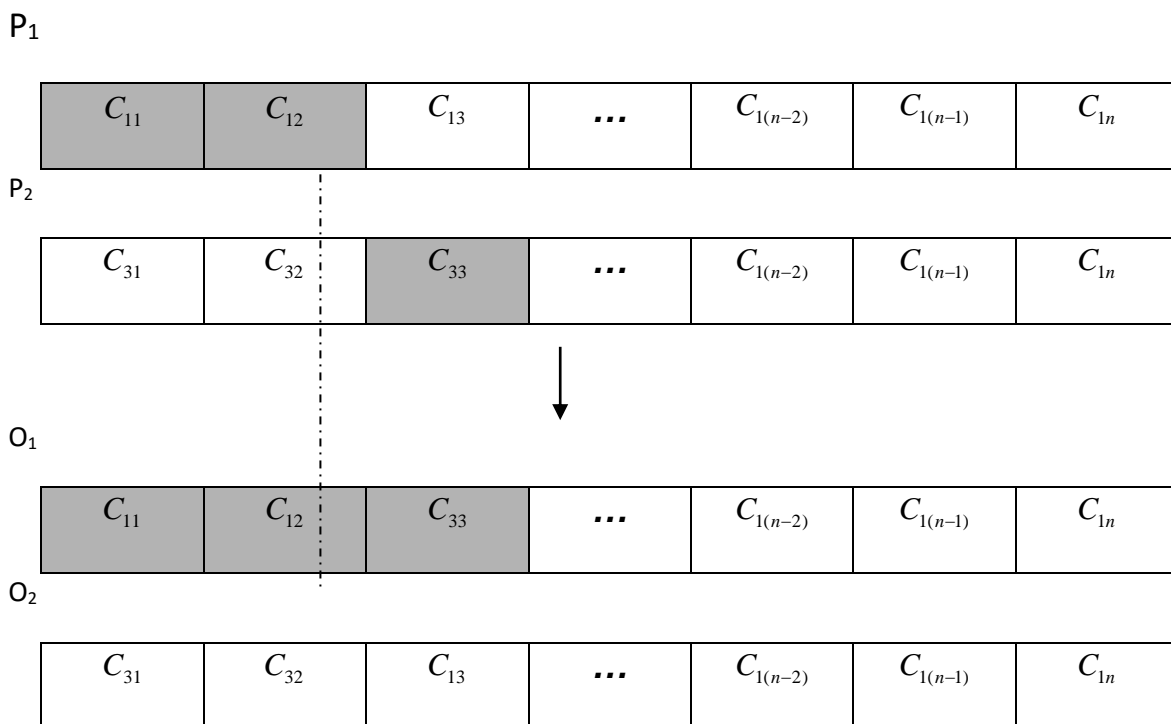 P₁
C₁₁ C₁₂ C₁₃ ... C₁₍ₙ₋₂₎ C₁₍ₙ₋₁₎ C₁ₙ
P₂
C₃₁ C₃₂ C₃₃ ... C₁₍ₙ₋₂₎ C₁₍ₙ₋₁₎ C₁ₙ
O₁
C₁₁ C₁₂ C₃₃ ... C₁₍ₙ₋₂₎ C₁₍ₙ₋₁₎ C₁ₙ
O₂
C₃₁ C₃₂ C₁₃ ... C₁₍ₙ₋₂₎ C₁₍ₙ₋₁₎ C₁ₙ